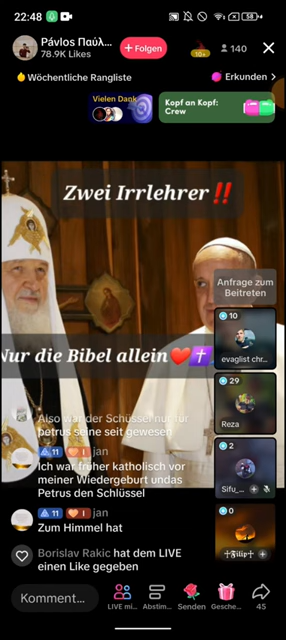 22:48
58
Pávlos Παύλ...
78.9K Likes
+ Folgen
10+
140
Wöchentliche Rangliste
Erkunden >
Vielen Dank
Kopf an Kopf:
Crew
Zwei Irrlehrer ‼️
Anfrage zum
Beitreten
Nur die Bibel allein❤️✝️
10
evaglist chr...
29
Reza
2
Sifu_...
0
Filip
Also war der Schüssel nur für
petrus seine seit gewesen
11 I jan
Ich war früher katholisch vor
meiner Wiedergeburt undas
Petrus den Schlüssel
11 I jan
Zum Himmel hat
Borislav Rakic hat dem LIVE
einen Like gegeben
Komment...
LIVE mi...
Abstim...
Senden
Gesche...
45